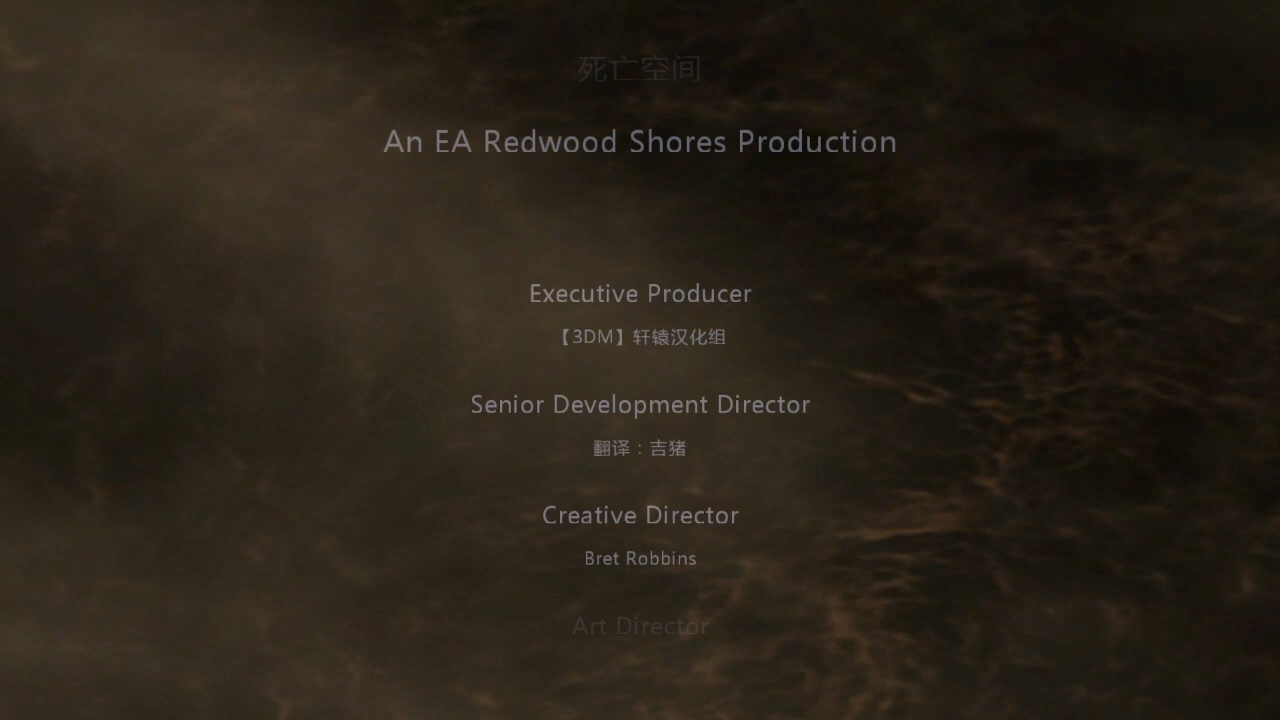 死亡空间
An EA Redwood Shores Production
Executive Producer
【3DM】轩辕汉化组
Senior Development Director
翻译：吉猪
Creative Director
Bret Robbins
Art Director